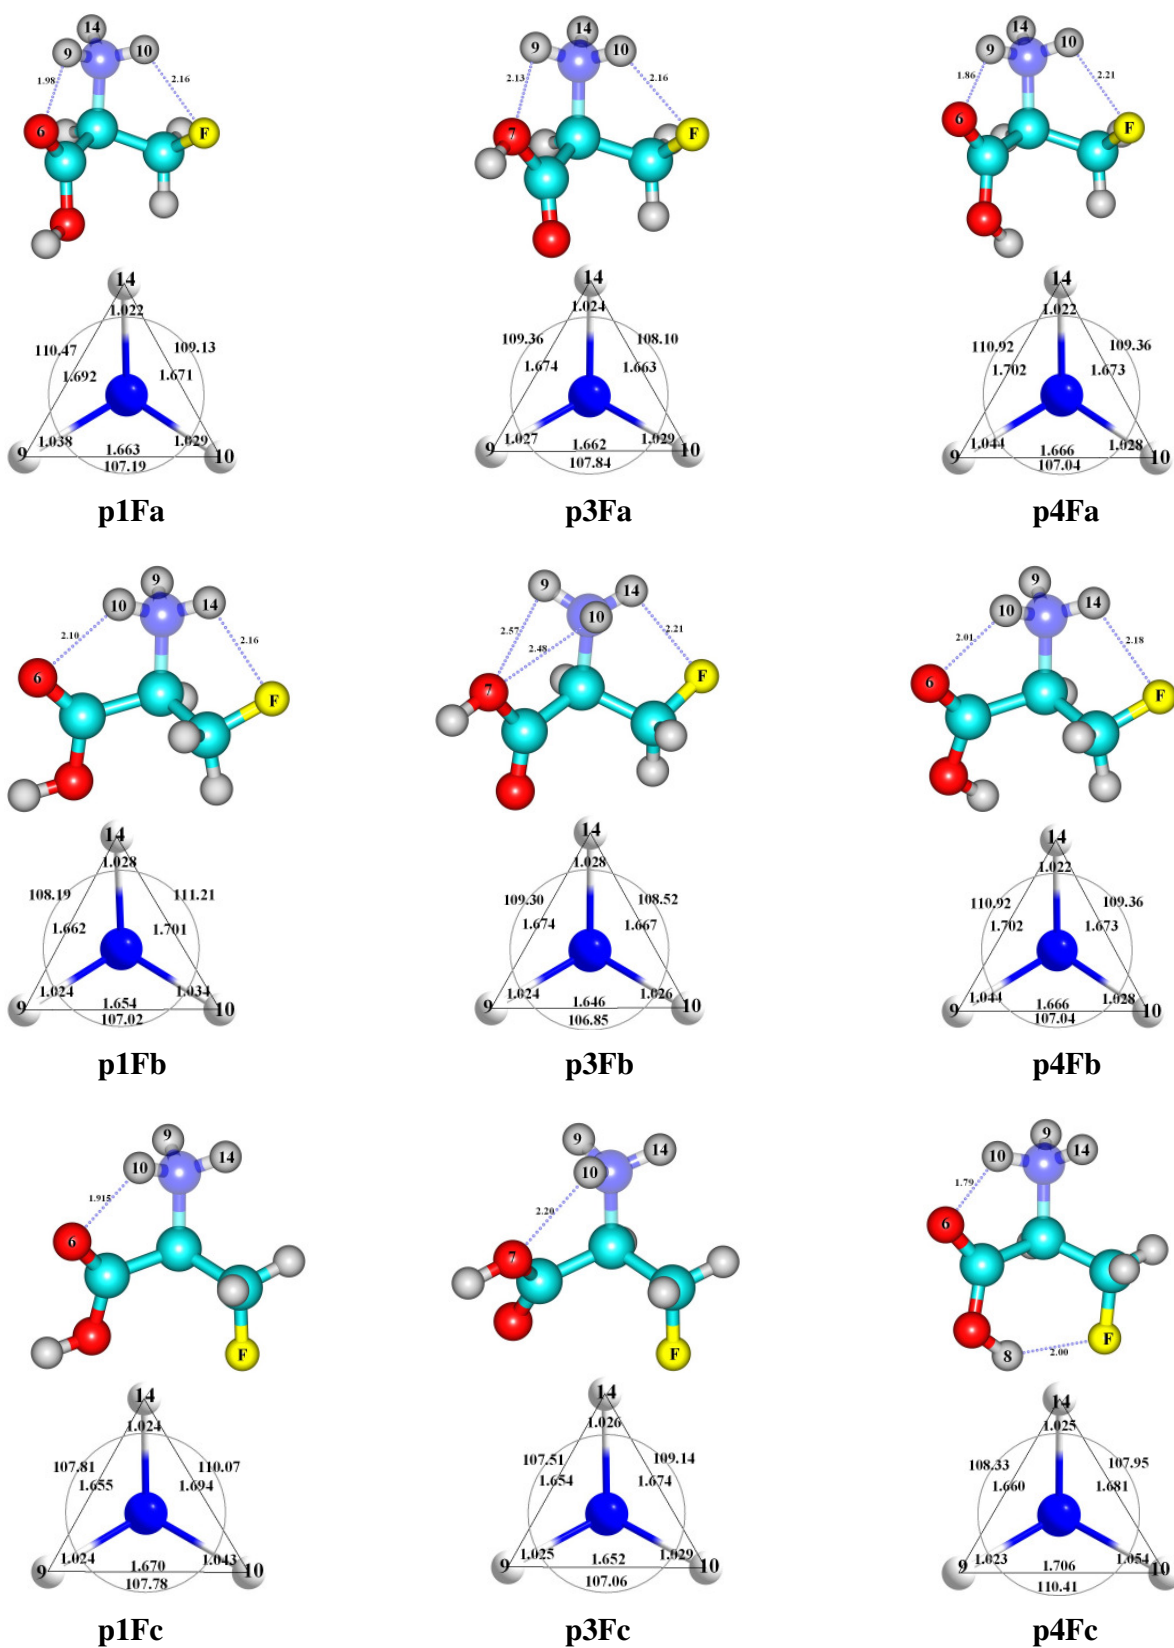 14 9 10 1.98 2.16 6 F
14 9 10 2.13 2.16 7 F
14 9 10 1.86 2.21 6 F
14 1.022 110.47 109.13 1.692 1.671 1.038 1.663 1.029 9 107.19 10
14 1.024 109.36 108.10 1.674 1.663 1.027 1.662 1.029 9 107.84 10
14 1.022 110.92 109.36 1.702 1.673 1.044 1.666 1.028 9 107.04 10
p1Fa p3Fa p4Fa
9 10 14 2.10 2.16 6 F
9 14 10 2.57 2.48 2.21 7 F
9 10 14 2.01 2.18 6 F
14 1.028 108.19 111.21 1.662 1.701 1.024 1.654 1.034 9 107.02 10
14 1.028 109.30 108.52 1.674 1.667 1.024 1.646 1.026 9 106.85 10
14 1.022 110.92 109.36 1.702 1.673 1.044 1.666 1.028 9 107.04 10
p1Fb p3Fb p4Fb
9 10 14 1.915 6 F
9 14 10 2.20 7 F
9 10 14 1.79 6 8 2.00 F
14 1.024 107.81 110.07 1.655 1.694 1.024 1.670 1.043 9 107.78 10
14 1.026 107.51 109.14 1.654 1.674 1.025 1.652 1.029 9 107.06 10
14 1.025 108.33 107.95 1.660 1.681 1.023 1.706 1.054 9 110.41 10
p1Fc p3Fc p4Fc